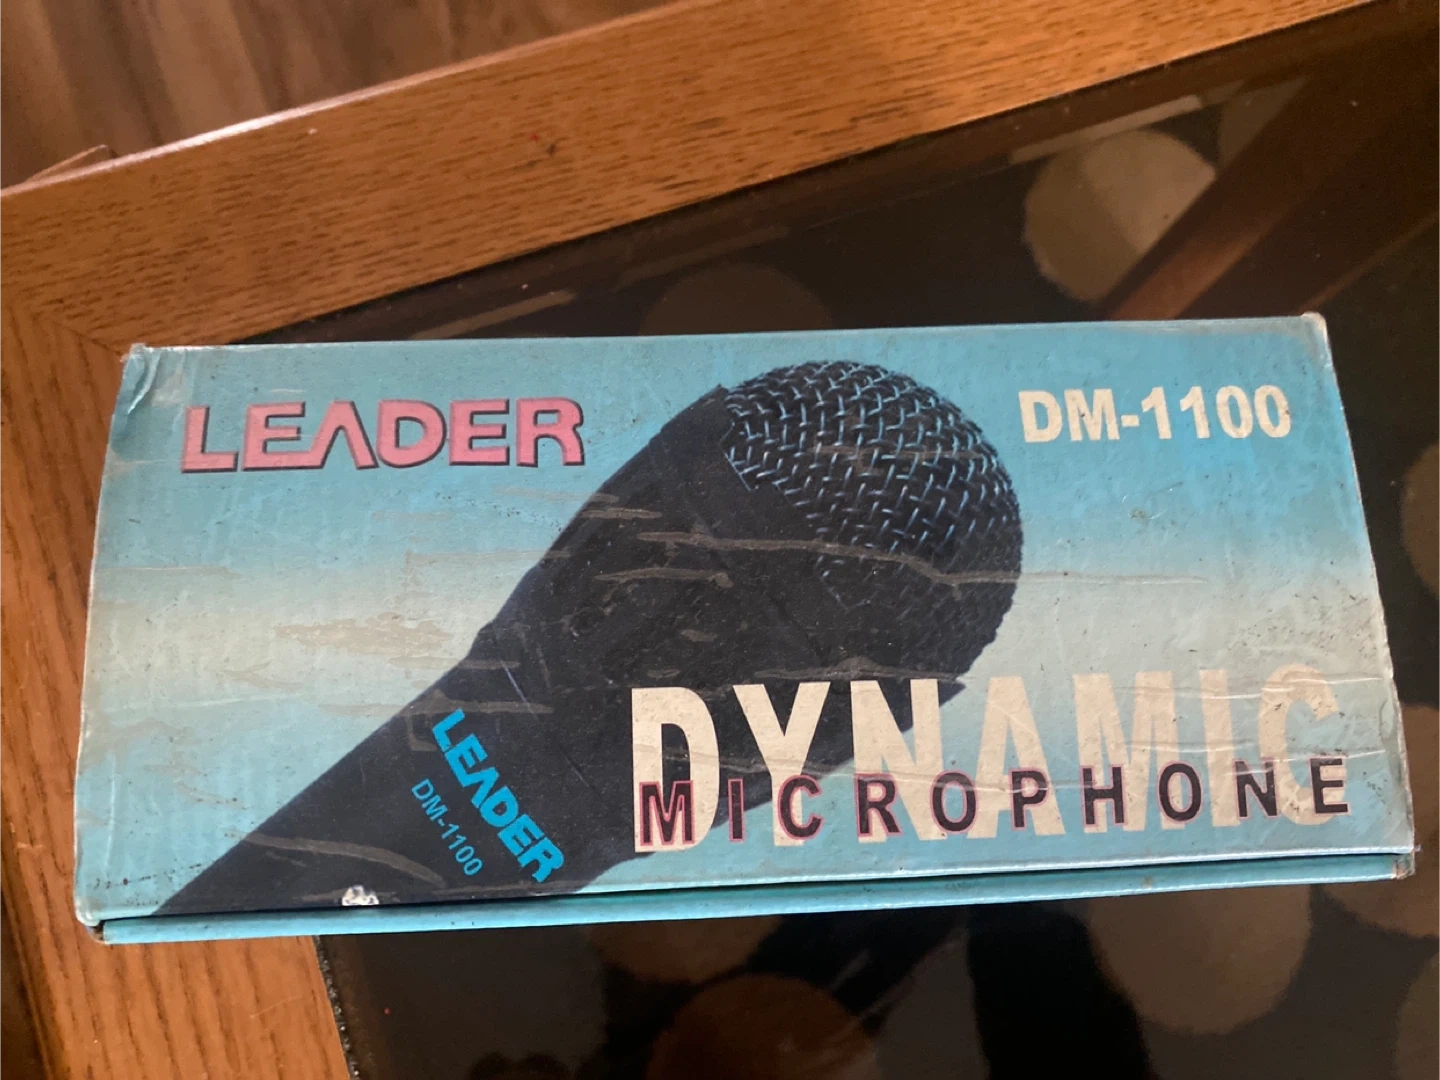 LEADER
DM-1100
DYNAMIC
MICROPHONE
LEADER
DM-1100